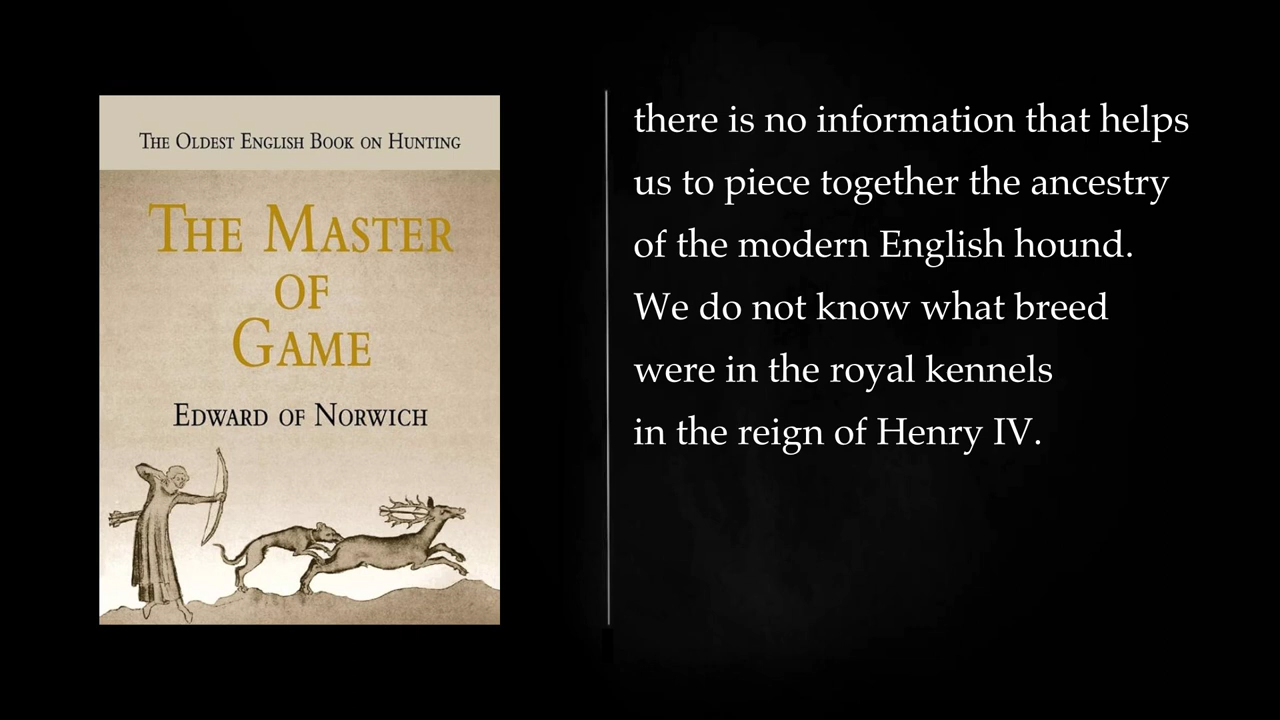 The Oldest English Book on Hunting
The Master
of
Game
Edward of Norwich
there is no information that helps
us to piece together the ancestry
of the modern English hound.
We do not know what breed
were in the royal kennels
in the reign of Henry IV.